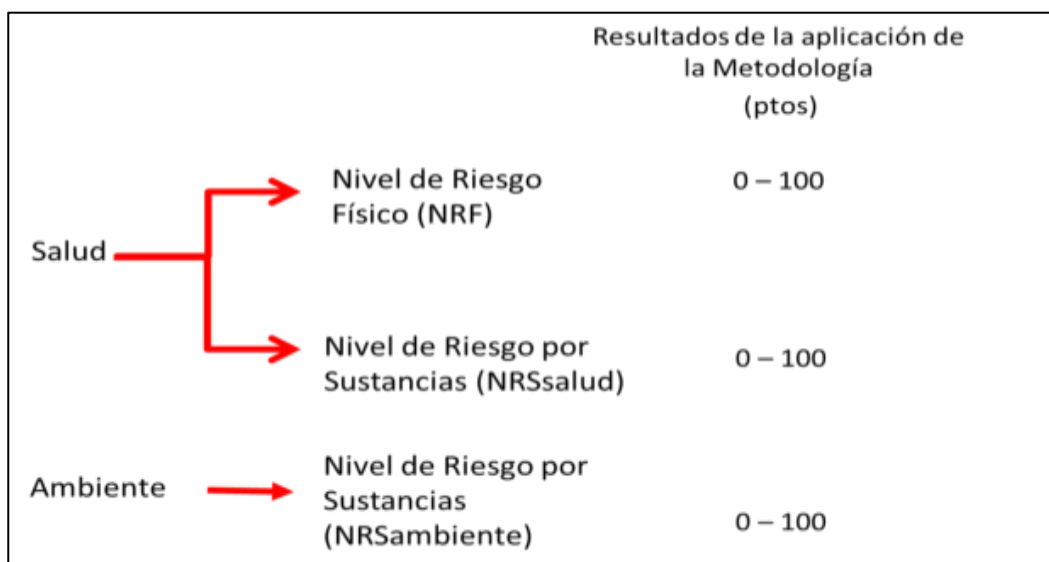 Resultados de la aplicación de
la Metodología
(ptos)
Salud
Nivel de Riesgo
Físico (NRF)
0 – 100
Nivel de Riesgo por
Sustancias (NRSsalud)
0 – 100
Ambiente
Nivel de Riesgo por
Sustancias
(NRSambiente)
0 – 100